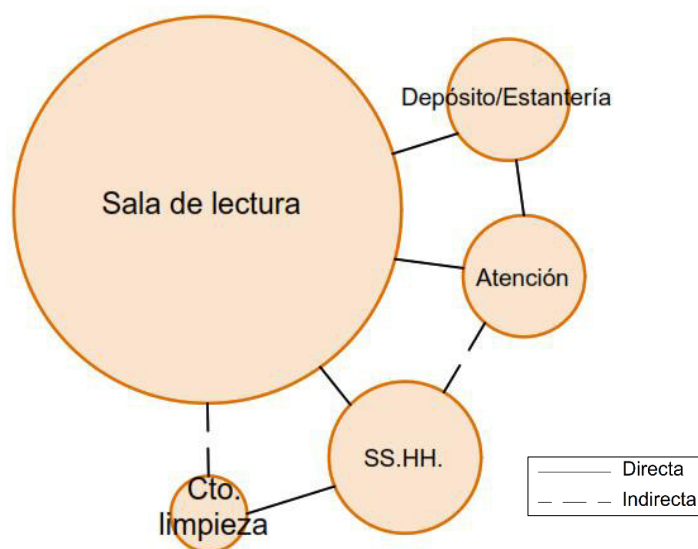 Depósito/Estantería
Sala de lectura
Atención
SS.HH.
Cto.
limpieza
Directa
Indirecta